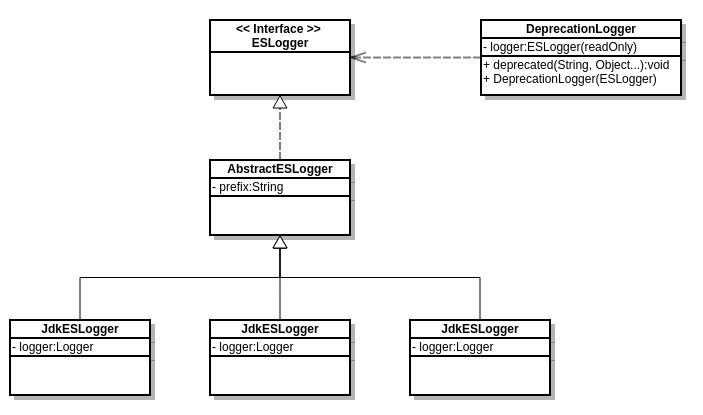 << Interface >>
ESLogger
DeprecationLogger
- logger:ESLogger(readOnly)
+ deprecated(String, Object...):void
+ DeprecationLogger(ESLogger)
AbstractESLogger
- prefix:String
JdkESLogger
- logger:Logger
JdkESLogger
- logger:Logger
JdkESLogger
- logger:Logger